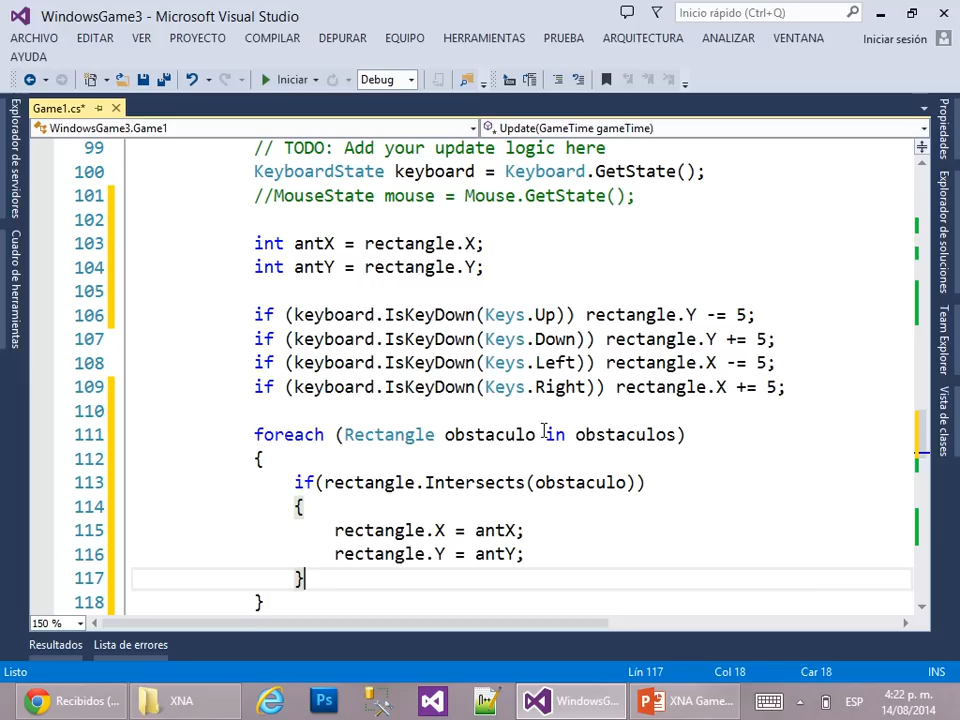 WindowsGame3 - Microsoft Visual Studio
Inicio rápido (Ctrl+Q)
ARCHIVO EDITAR VER PROYECTO COMPILAR DEPURAR EQUIPO HERRAMIENTAS PRUEBA ARQUITECTURA ANALIZAR VENTANA
AYUDA
Iniciar sesión
Iniciar Debug
Game1.cs*
WindowsGame3.Game1 Update(GameTime gameTime)
Explorador de servidores
Cuadro de herramientas
99 // TODO: Add your update logic here
100 KeyboardState keyboard = Keyboard.GetState();
101 //MouseState mouse = Mouse.GetState();
102
103 int antX = rectangle.X;
104 int antY = rectangle.Y;
105
106 if (keyboard.IsKeyDown(Keys.Up)) rectangle.Y -= 5;
107 if (keyboard.IsKeyDown(Keys.Down)) rectangle.Y += 5;
108 if (keyboard.IsKeyDown(Keys.Left)) rectangle.X -= 5;
109 if (keyboard.IsKeyDown(Keys.Right)) rectangle.X += 5;
110
111 foreach (Rectangle obstaculo in obstaculos)
112 {
113 if(rectangle.Intersects(obstaculo))
114 {
115 rectangle.X = antX;
116 rectangle.Y = antY;
117 }
118 }
Propiedades
Explorador de soluciones
Team Explorer
Vista de clases
150 %
Resultados Lista de errores
Listo Lín 117 Col 18 Car 18 INS
Recibidos (... XNA Ps WindowsG... XNA Game... ESP
4:22 p. m.
14/08/2014